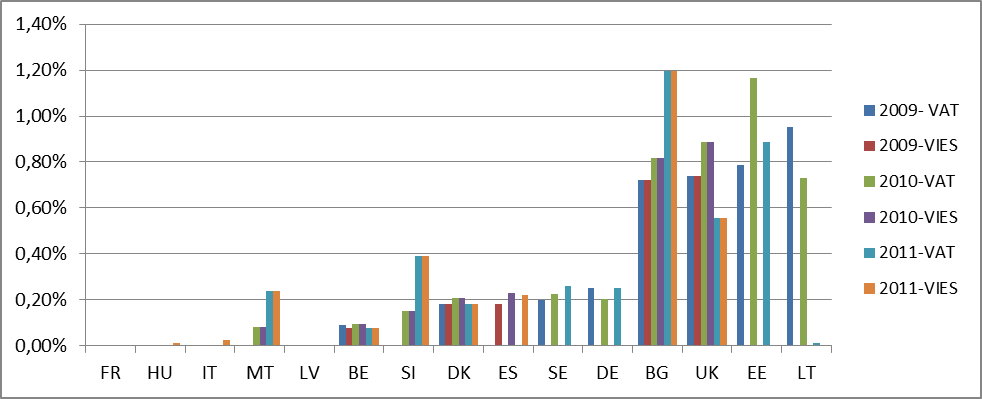 1,40%
1,20%
1,00%
0,80%
0,60%
0,40%
0,20%
0,00%
FR HU IT MT LV BE SI DK ES SE DE BG UK EE LT
2009- VAT
2009-VIES
2010-VAT
2010-VIES
2011-VAT
2011-VIES